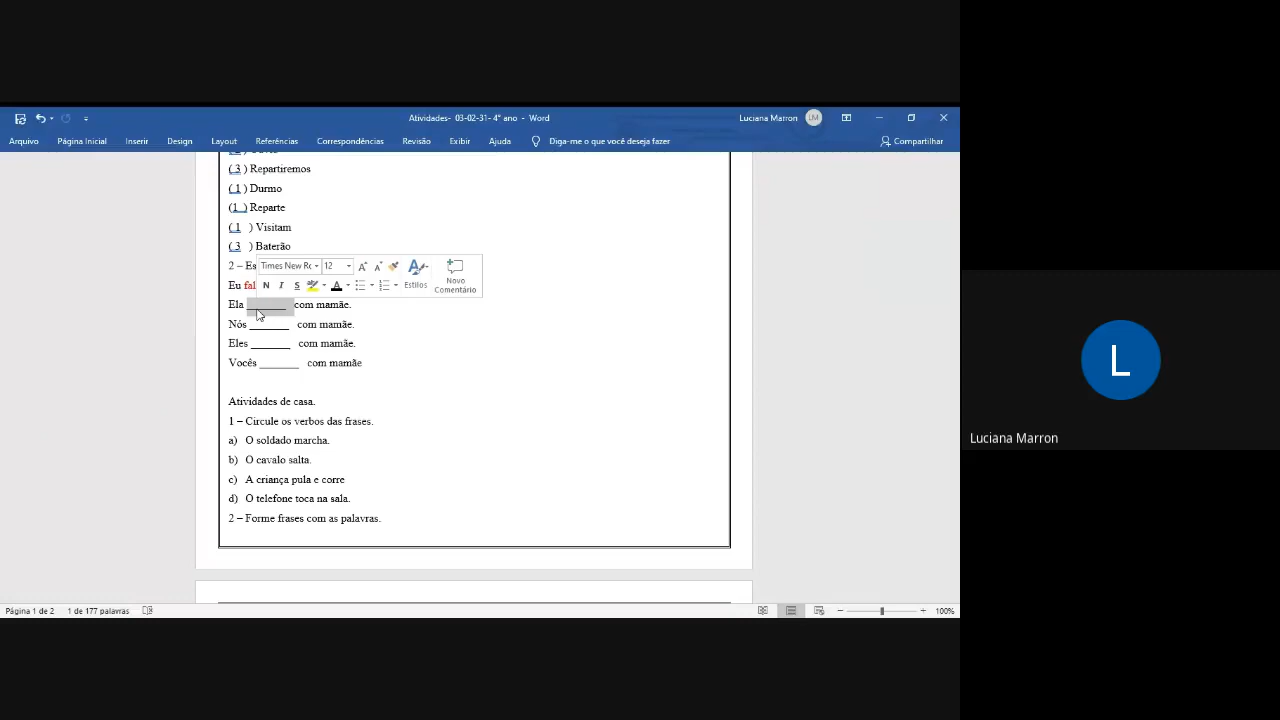 Atividades- 03-02-31- 4° ano - Word
Luciana Marron
LM
Arquivo
Página Inicial
Inserir
Design
Layout
Referências
Correspondências
Revisão
Exibir
Ajuda
Diga-me o que você deseja fazer
Compartilhar
( 3 ) Repartiremos
( 1 ) Durmo
(1 ) Reparte
( 1 ) Visitam
( 3 ) Baterão
2 – Es
Times New Rc
12
Eu fal
N I S
A
Estilos
Novo
Comentário
Ela _______ com mamãe.
Nós _______ com mamãe.
Eles _______ com mamãe.
Vocês _______ com mamãe
Atividades de casa.
1 – Circule os verbos das frases.
a) O soldado marcha.
b) O cavalo salta.
c) A criança pula e corre
d) O telefone toca na sala.
2 – Forme frases com as palavras.
Página 1 de 2
1 de 177 palavras
100%
L
Luciana Marron